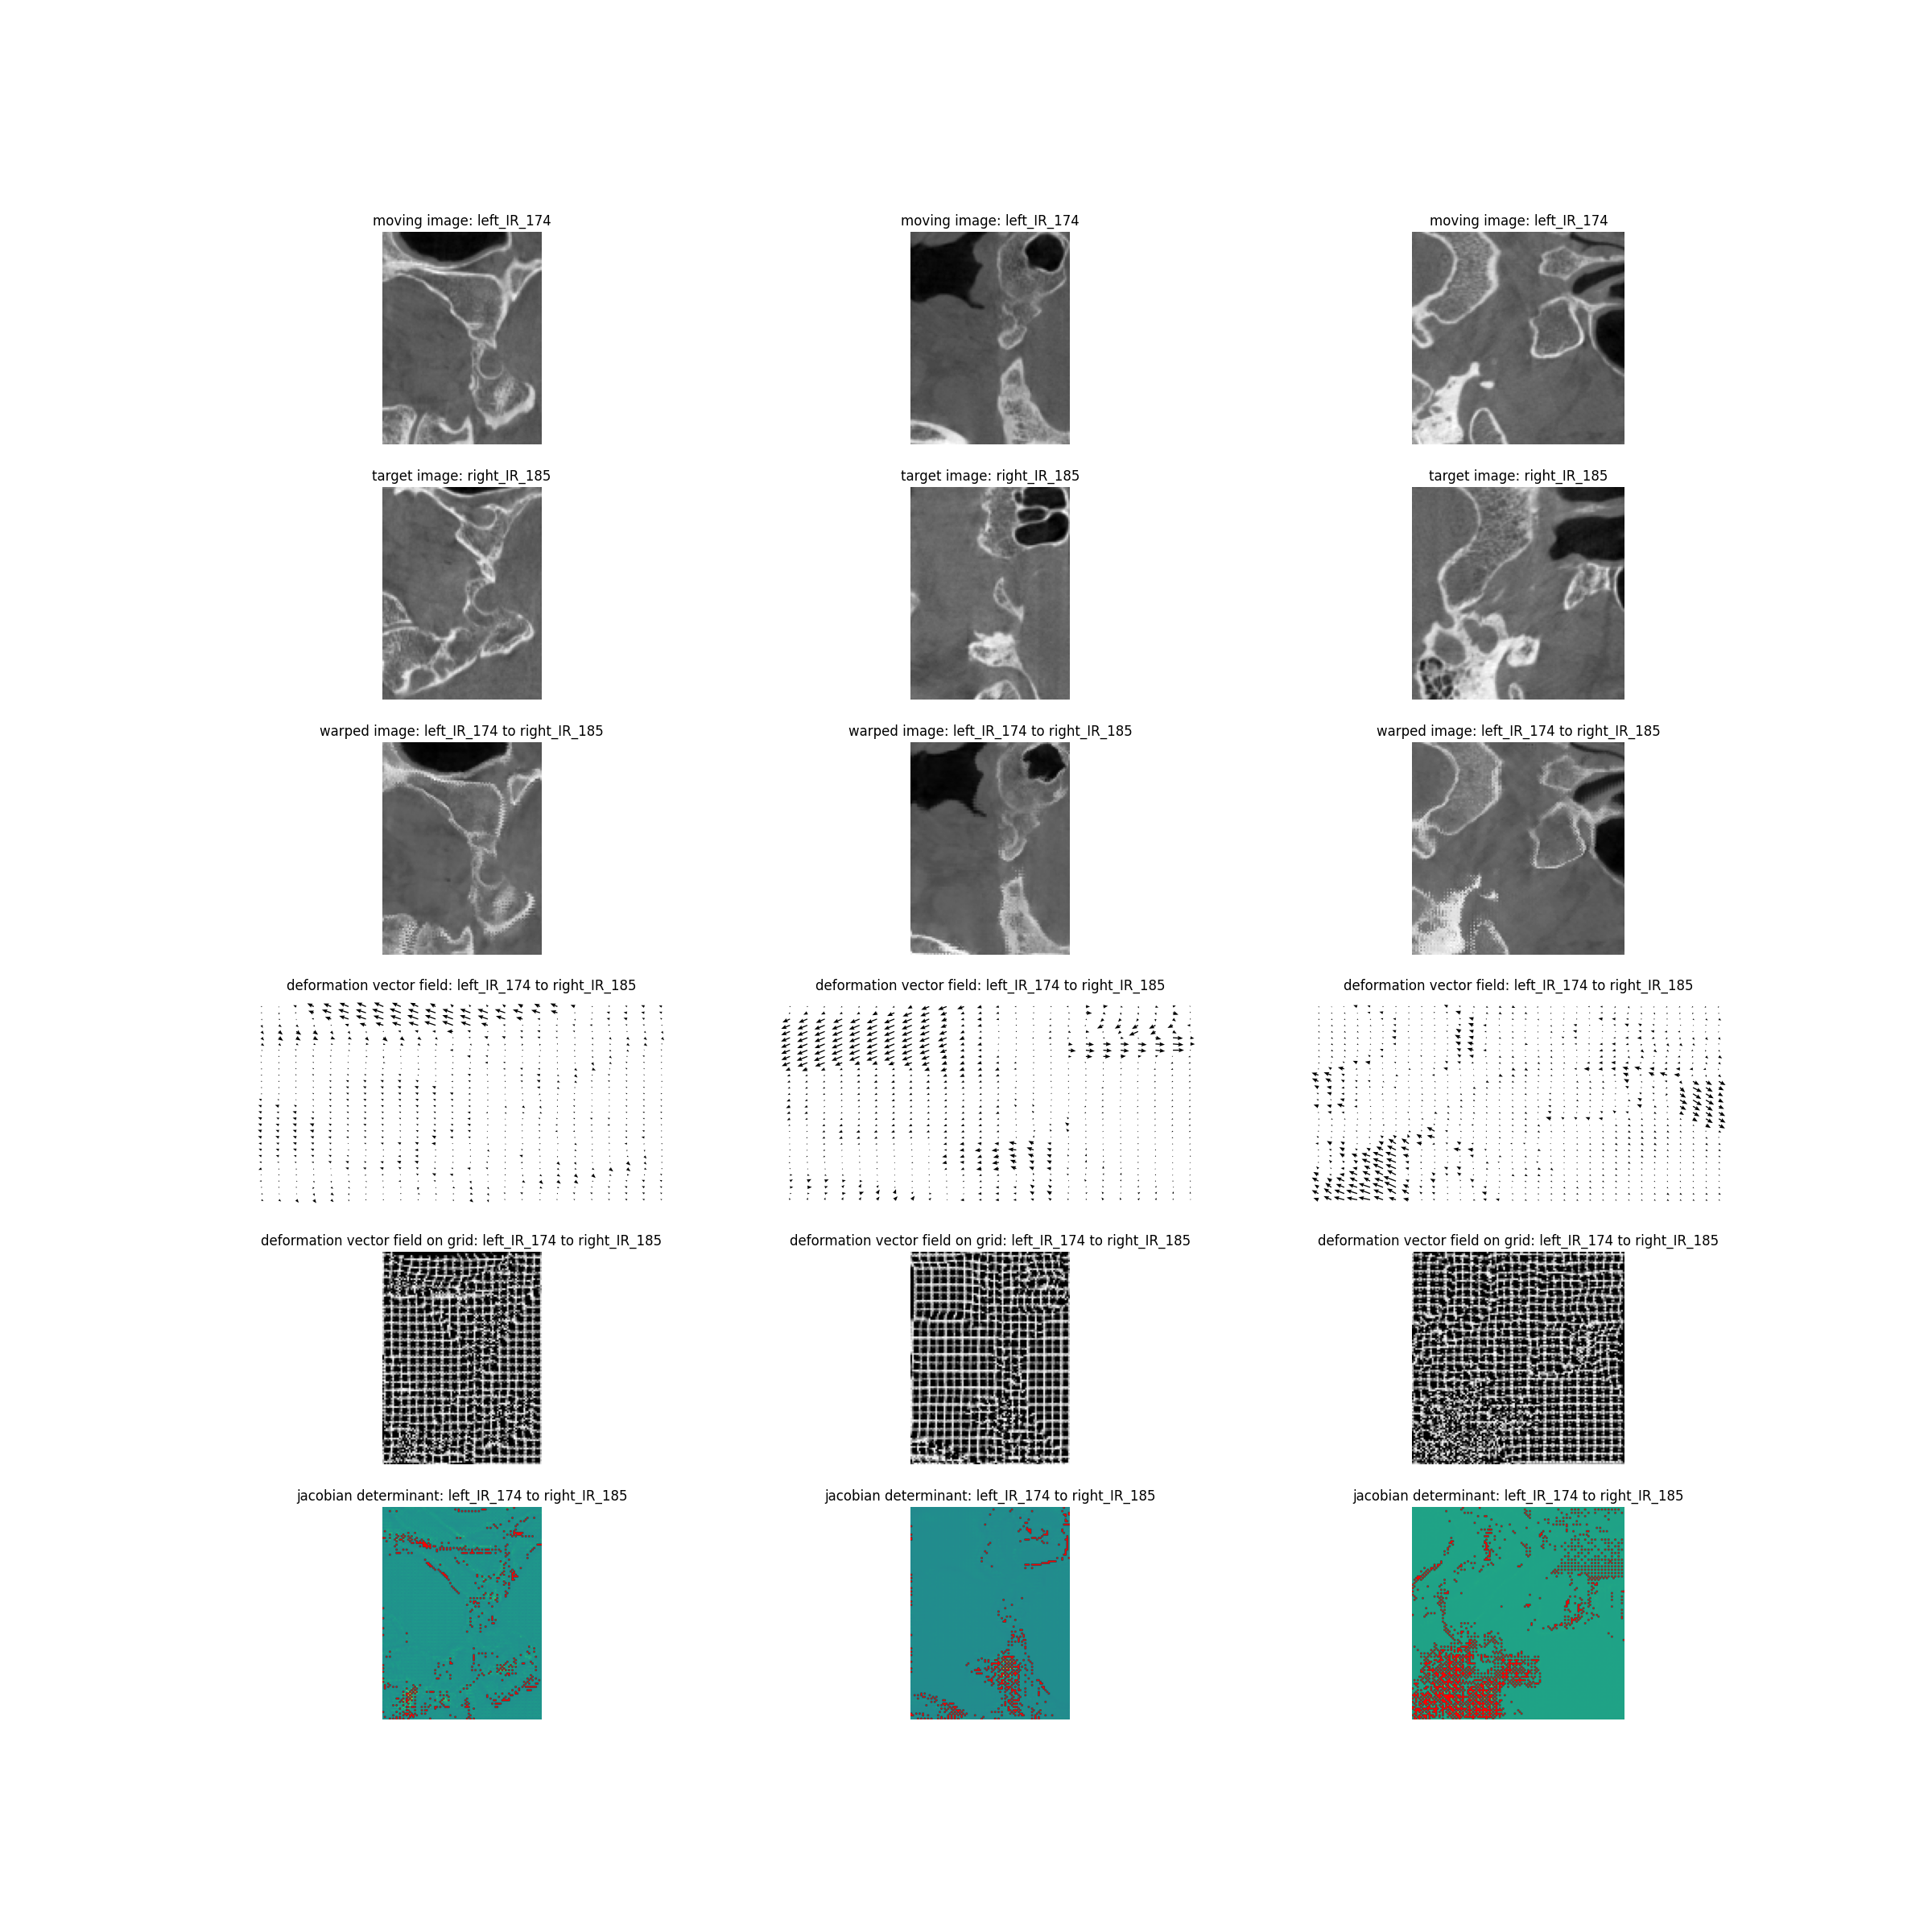 moving image: left_IR_174
moving image: left_IR_174
moving image: left_IR_174
target image: right_IR_185
target image: right_IR_185
target image: right_IR_185
warped image: left_IR_174 to right_IR_185
warped image: left_IR_174 to right_IR_185
warped image: left_IR_174 to right_IR_185
deformation vector field: left_IR_174 to right_IR_185
deformation vector field: left_IR_174 to right_IR_185
deformation vector field: left_IR_174 to right_IR_185
deformation vector field on grid: left_IR_174 to right_IR_185
deformation vector field on grid: left_IR_174 to right_IR_185
deformation vector field on grid: left_IR_174 to right_IR_185
jacobian determinant: left_IR_174 to right_IR_185
jacobian determinant: left_IR_174 to right_IR_185
jacobian determinant: left_IR_174 to right_IR_185